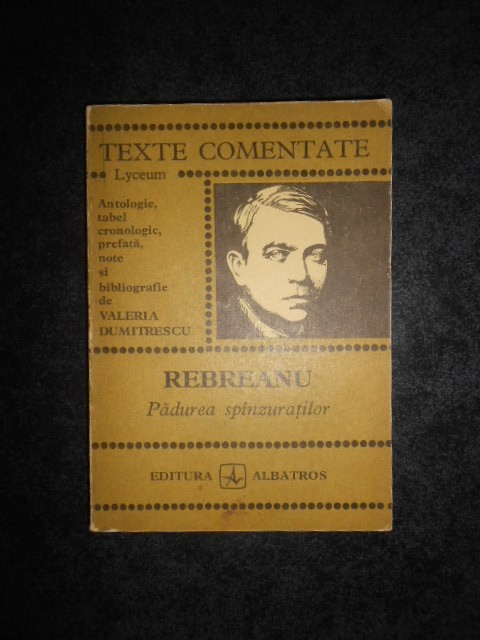 TEXTE COMENTATE
Lyceum
Antologie,
tabel
cronologic,
prefață,
note
și
bibliografie
de
VALERIA
DUMITRESCU
REBREANU
Pădurea spînzuraților
EDITURA ALBATROS